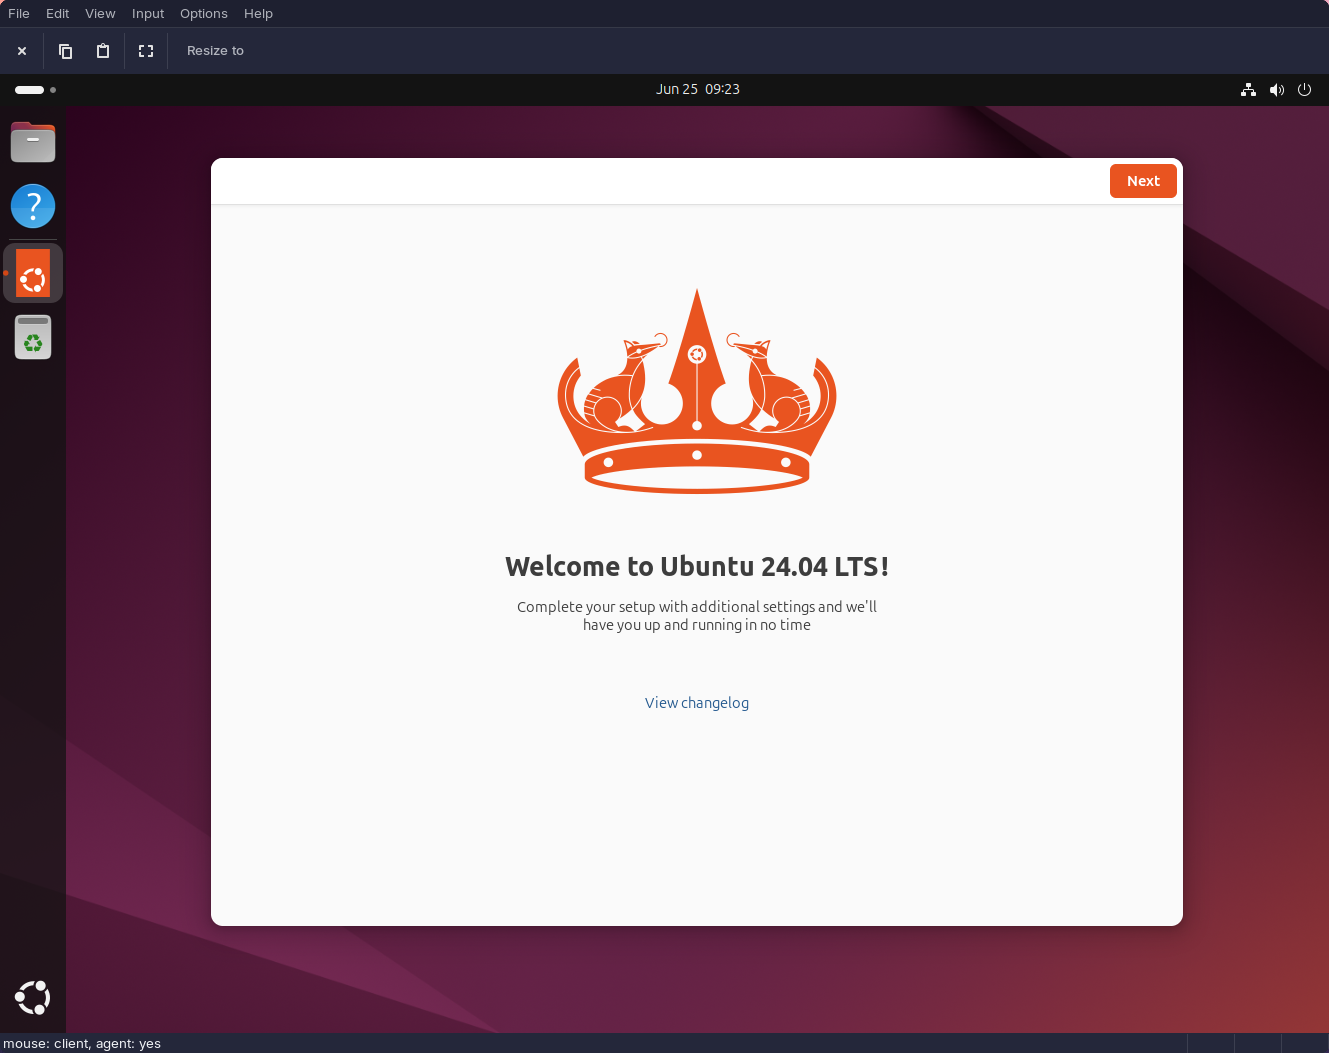 File Edit View Input Options Help
Resize to
Jun 25 09:23
Next
Welcome to Ubuntu 24.04 LTS!
Complete your setup with additional settings and we'll
have you up and running in no time
View changelog
mouse: client, agent: yes